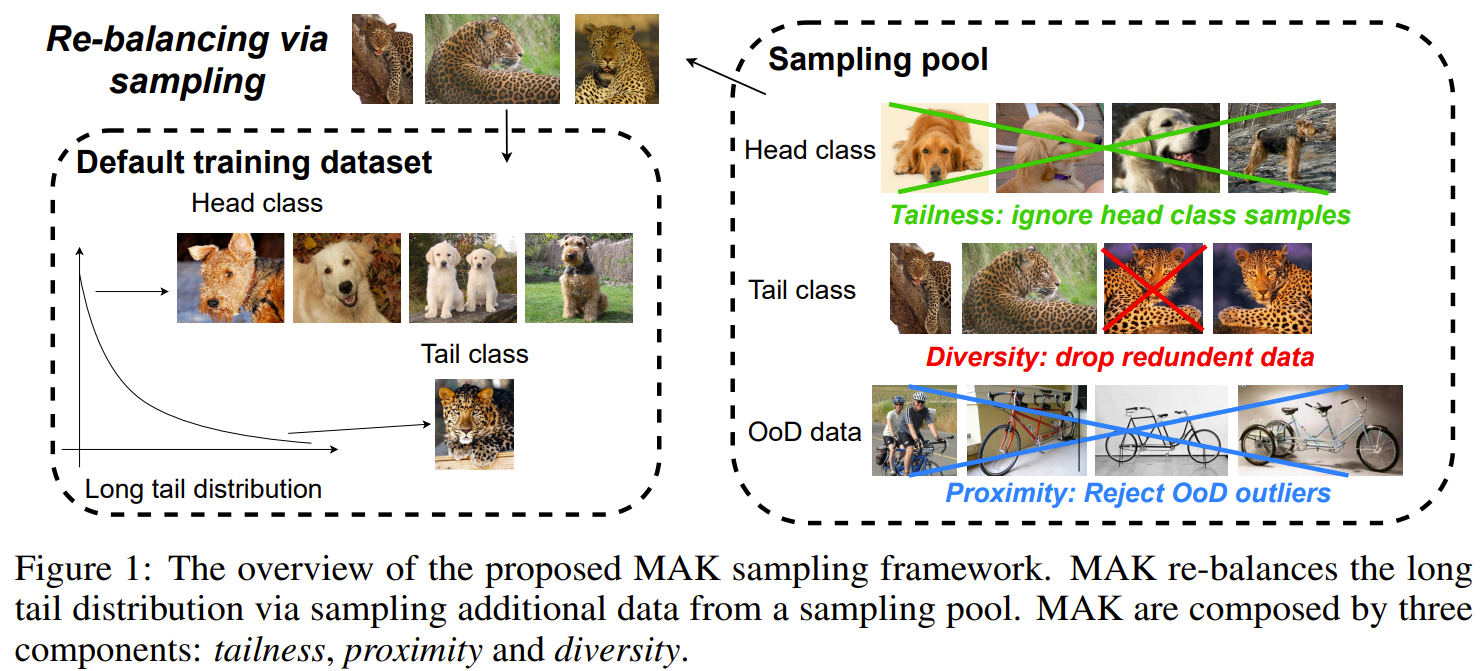 Re-balancing via
sampling
Default training dataset
Head class
Tail class
Long tail distribution
Sampling pool
Head class
Tailness: ignore head class samples
Tail class
Diversity: drop redundent data
OoD data
Proximity: Reject OoD outliers
Figure 1: The overview of the proposed MAK sampling framework. MAK re-balances the long
tail distribution via sampling additional data from a sampling pool. MAK are composed by three
components: tailness, proximity and diversity.